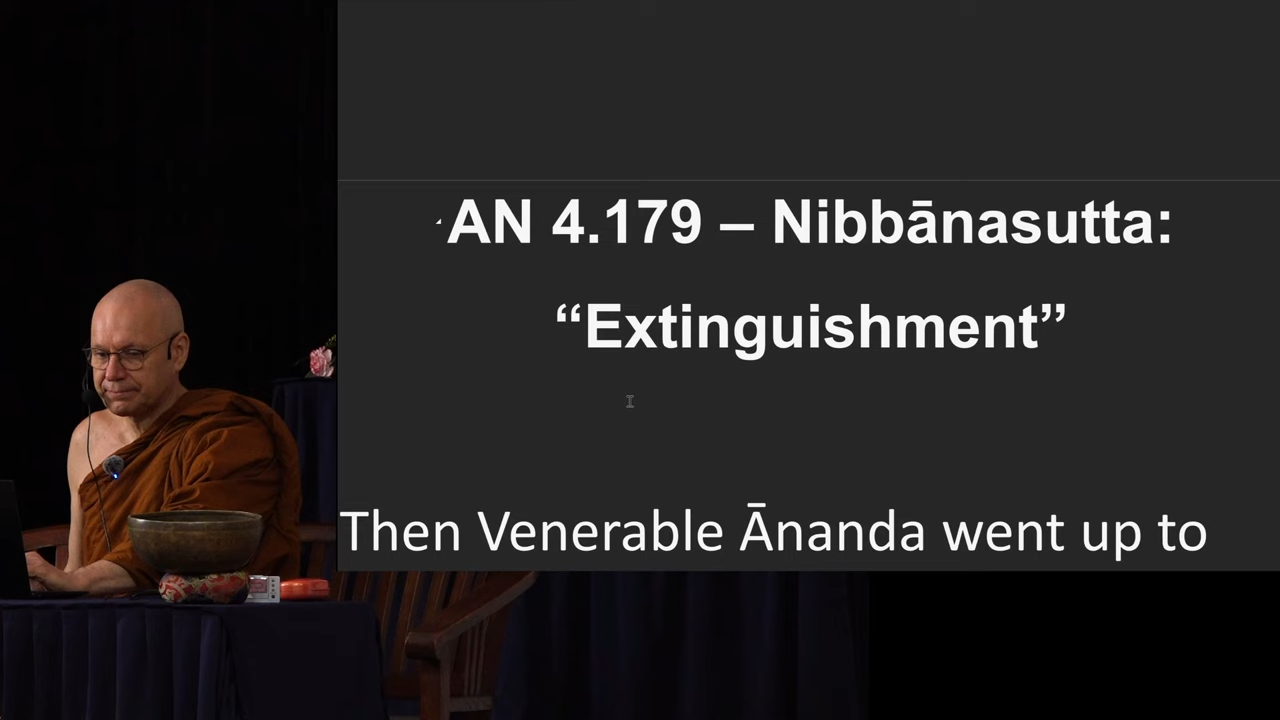 AN 4.179 – Nibbānasutta:
“Extinguishment”
Then Venerable Ānanda went up to